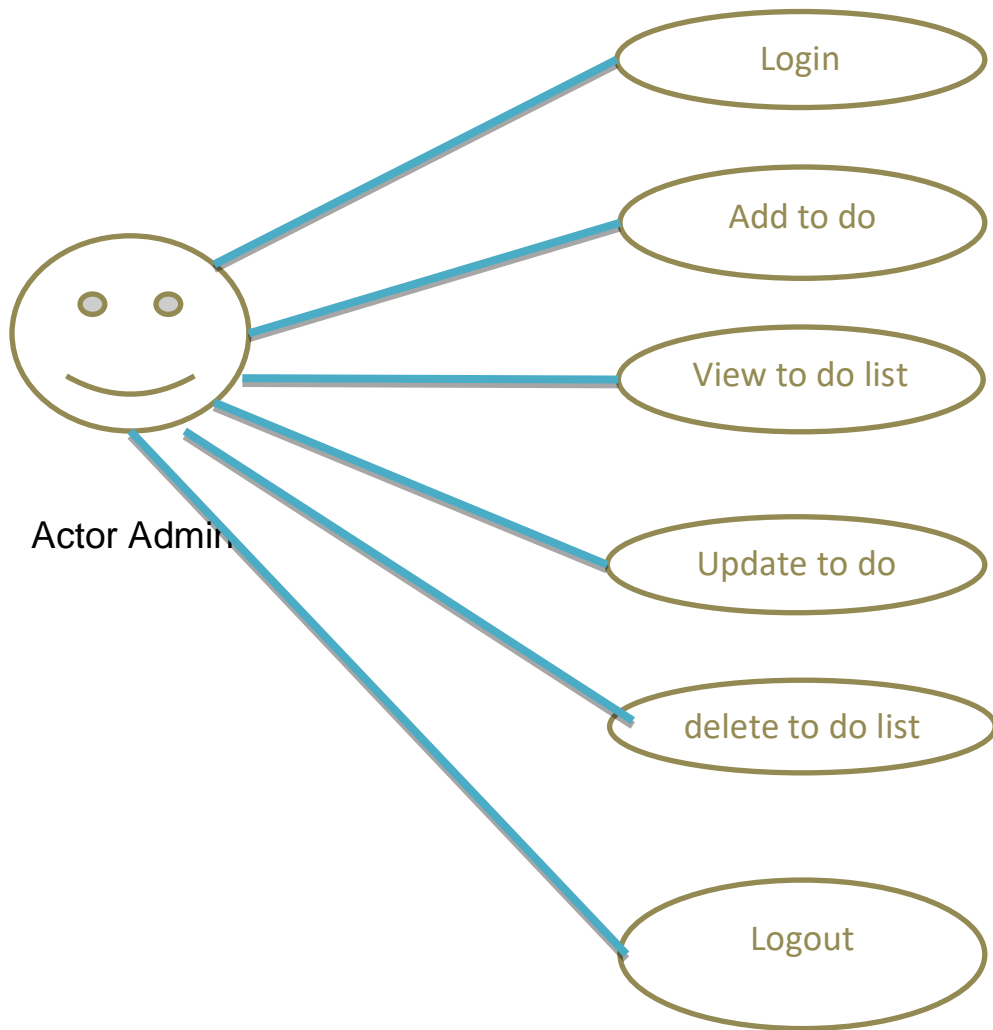 Login
Add to do
View to do list
Actor Admin
Update to do
delete to do list
Logout